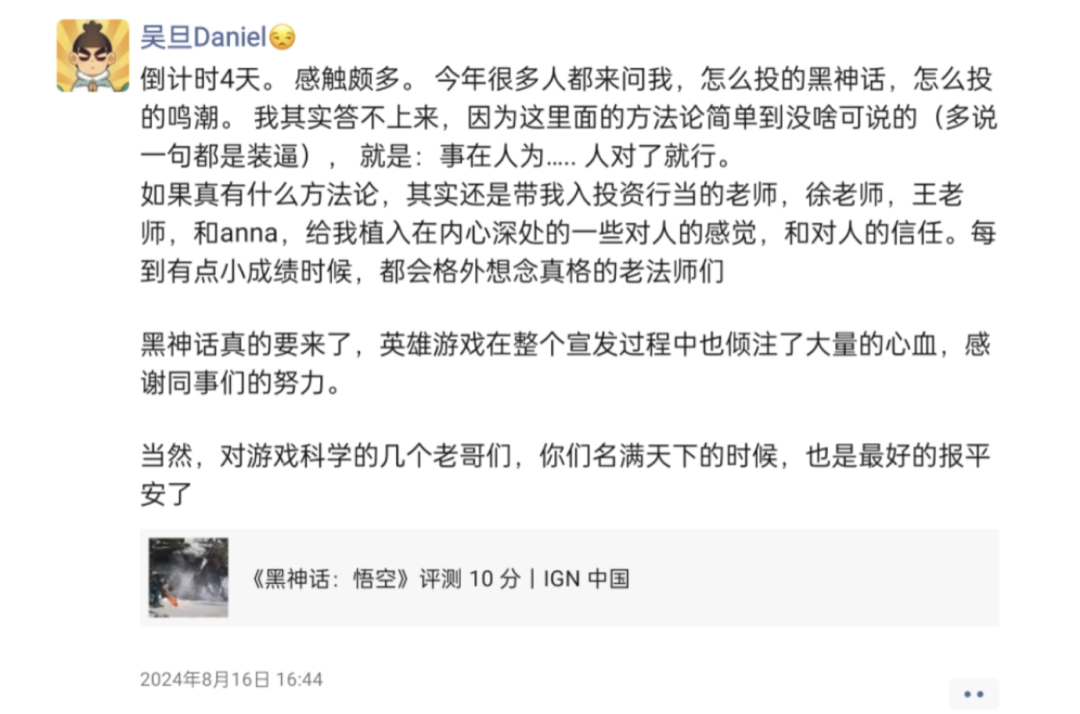 吴旦Daniel😒
倒计时4天。 感触颇多。 今年很多人都来问我，怎么投的黑神话，怎么投
的鸣潮。 我其实答不上来，因为这里面的方法论简单到没啥可说的（多说
一句都是装逼）， 就是：事在人为..... 人对了就行。
如果真有什么方法论，其实还是带我入投资行当的老师，徐老师，王老
师，和anna，给我植入在内心深处的一些对人的感觉，和对人的信任。每
到有点小成绩时候，都会格外想念真格的老法师们
黑神话真的要来了，英雄游戏在整个宣发过程中也倾注了大量的心血，感
谢同事们的努力。
当然，对游戏科学的几个老哥们，你们名满天下的时候，也是最好的报平
安了
《黑神话：悟空》评测 10 分丨IGN 中国
2024年8月16日 16:44